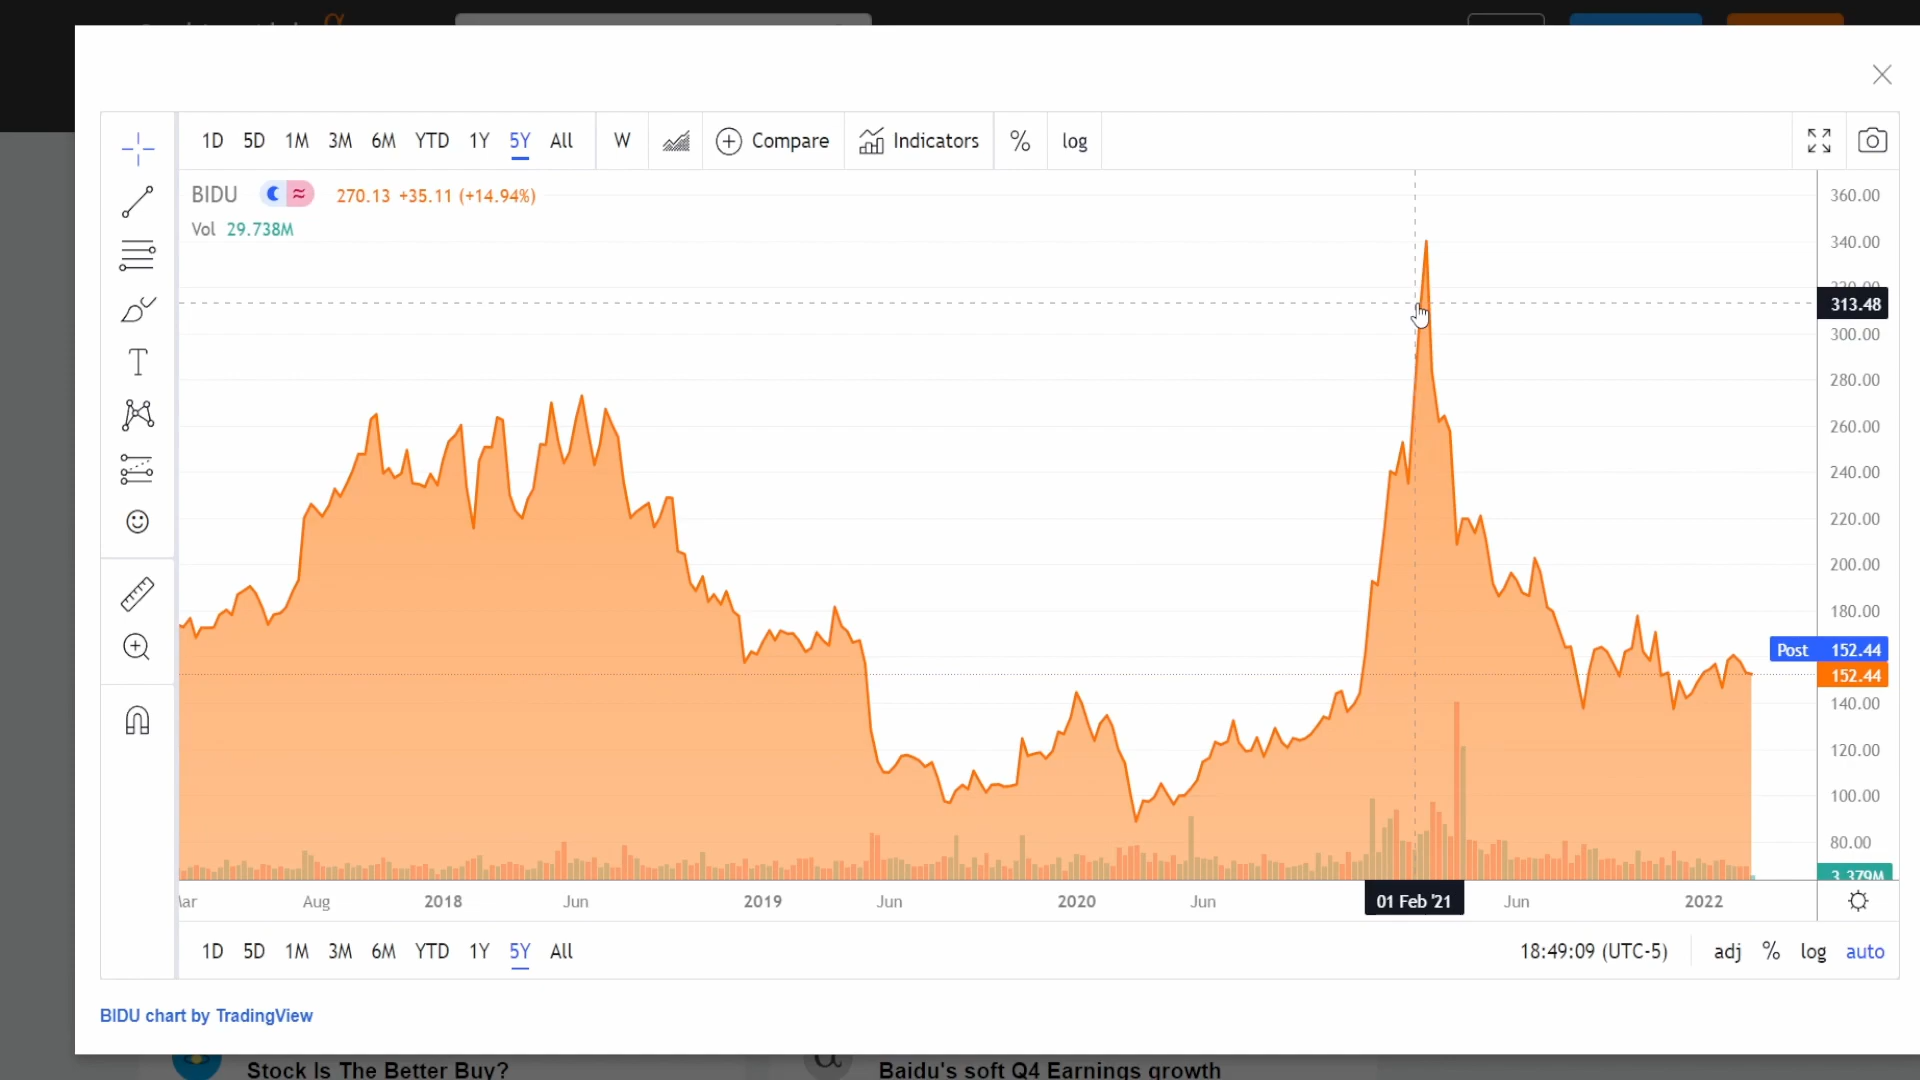 1D 5D 1M 3M 6M YTD 1Y 5Y All W Compare Indicators % log
BIDU 270.13 +35.11 (+14.94%)
Vol 29.738M
360.00
340.00
313.48
300.00
280.00
260.00
240.00
220.00
200.00
180.00
Post 152.44
152.44
140.00
120.00
100.00
80.00
3.379M
Aug 2018 Jun 2019 Jun 2020 Jun 01 Feb '21 Jun 2022
1D 5D 1M 3M 6M YTD 1Y 5Y All 18:49:09 (UTC-5) adj % log auto
BIDU chart by TradingView
Stock Is The Better Buy? Baidu's soft Q4 Earnings growth